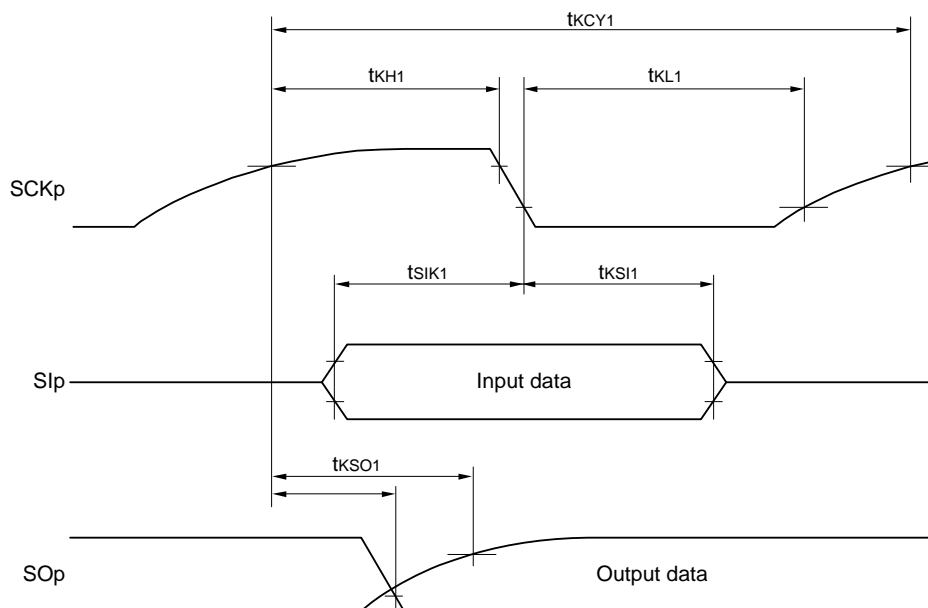 tKCY1
tKH1
tKL1
SCKp
tSIK1
tKSI1
SIp
Input data
tKSO1
SOp
Output data